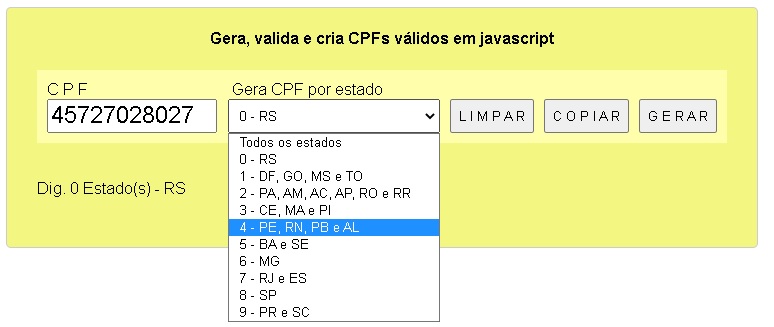 Gera, valida e cria CPFs válidos em javascript
C P F
Gera CPF por estado
45727028027
0 - RS
L I M P A R
C O P I A R
G E R A R
Todos os estados
0 - RS
1 - DF, GO, MS e TO
2 - PA, AM, AC, AP, RO e RR
3 - CE, MA e PI
4 - PE, RN, PB e AL
5 - BA e SE
6 - MG
7 - RJ e ES
8 - SP
9 - PR e SC
Dig. 0 Estado(s) - RS